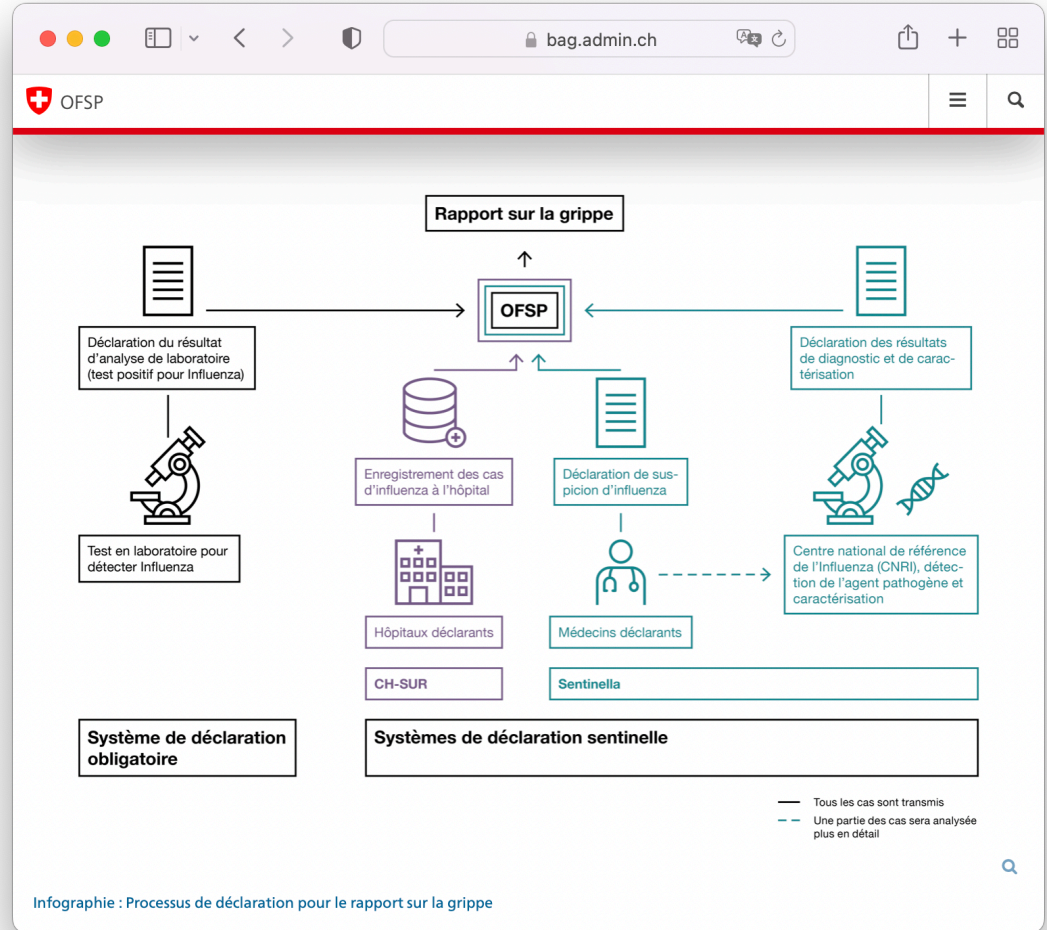 bag.admin.ch
OFSP
Rapport sur la grippe
OFSP
Déclaration du résultat
d'analyse de laboratoire
(test positif pour Influenza)
Déclaration des résultats
de diagnostic et de carac-
térisation
Enregistrement des cas
d'influenza à l'hôpital
Déclaration de sus-
picion d'influenza
Test en laboratoire pour
détecter Influenza
Centre national de référence
de l'Influenza (CNRI), détec-
tion de l'agent pathogène et
caractérisation
Hôpitaux déclarants
Médecins déclarants
CH-SUR
Sentinella
Système de déclaration
obligatoire
Systèmes de déclaration sentinelle
Tous les cas sont transmis
Une partie des cas sera analysée
plus en détail
Infographie : Processus de déclaration pour le rapport sur la grippe